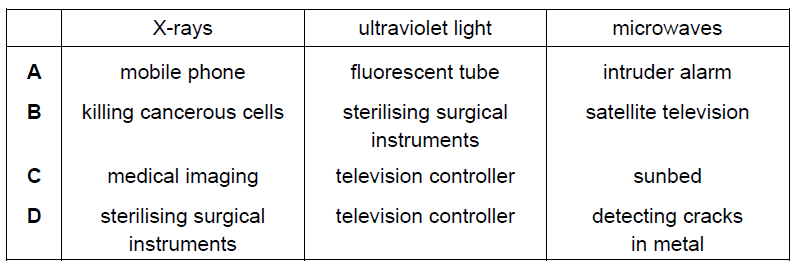 X-rays ultraviolet light microwaves
A mobile phone fluorescent tube intruder alarm
B killing cancerous cells sterilising surgical satellite television
instruments
C medical imaging television controller sunbed
D sterilising surgical television controller detecting cracks
instruments in metal